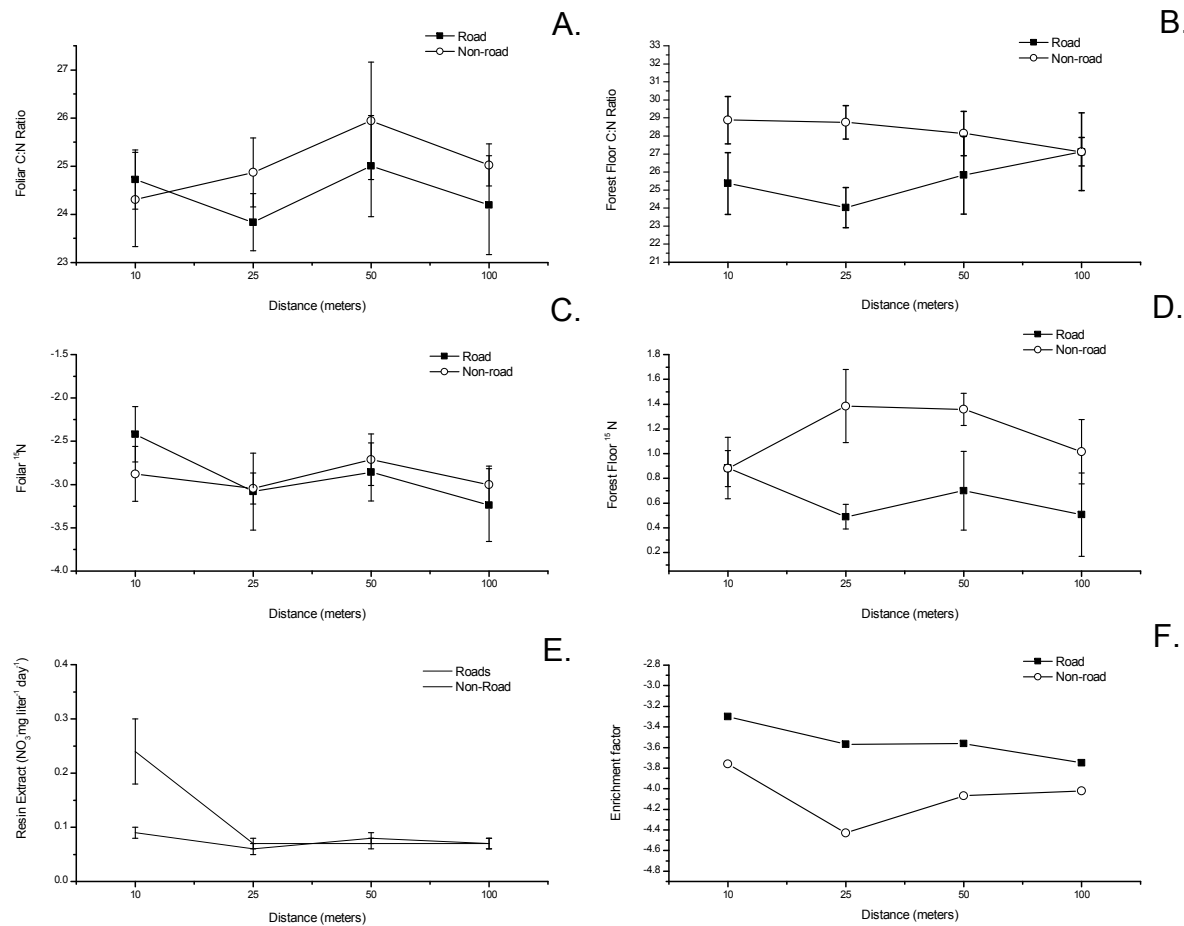 A.
Road
Non-road
27
26
25
24
23
Foliar C:N Ratio
10 25 50 100
Distance (meters)
B.
Road
Non-road
33
32
31
30
29
28
27
26
25
24
23
22
21
Forest Floor C:N Ratio
10 25 50 100
Distance (meters)
C.
Road
Non-road
-1.5
-2.0
-2.5
-3.0
-3.5
-4.0
Foliar ¹⁵N
10 25 50 100
Distance (meters)
D.
Road
Non-road
1.8
1.6
1.4
1.2
1.0
0.8
0.6
0.4
0.2
Forest Floor ¹⁵ N
10 25 50 100
Distance (meters)
E.
Roads
Non-Road
0.4
0.3
0.2
0.1
0.0
Resin Extract (NO₃⁻mg liter⁻¹ day⁻¹)
10 25 50 100
Distance (meters)
F.
Road
Non-road
-2.8
-3.0
-3.2
-3.4
-3.6
-3.8
-4.0
-4.2
-4.4
-4.6
-4.8
Enrichment factor
10 25 50 100
Distance (meters)